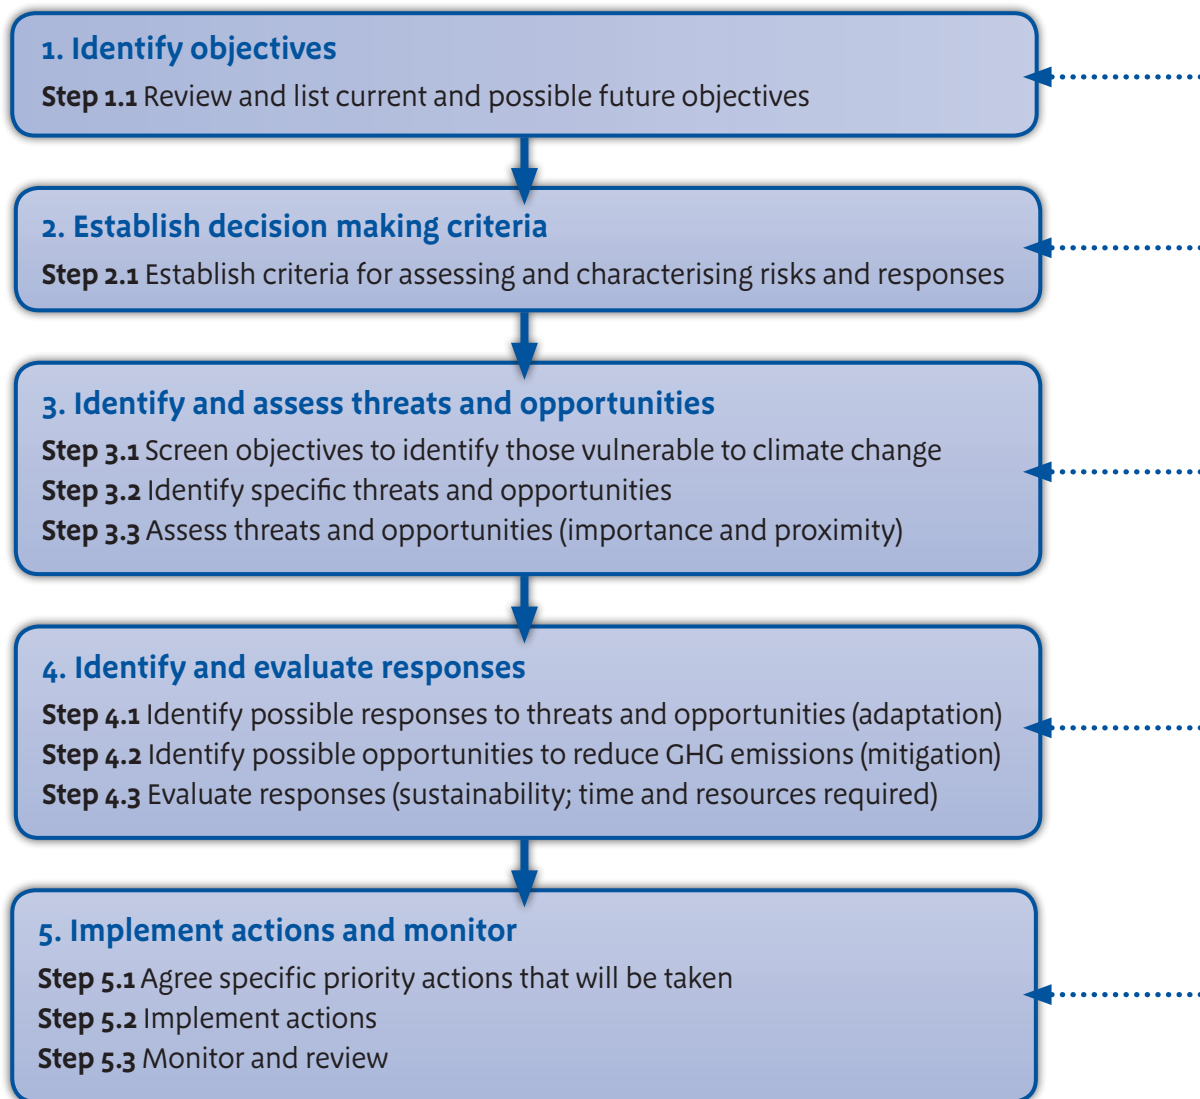 1. Identify objectives
Step 1.1 Review and list current and possible future objectives
2. Establish decision making criteria
Step 2.1 Establish criteria for assessing and characterising risks and responses
3. Identify and assess threats and opportunities
Step 3.1 Screen objectives to identify those vulnerable to climate change
Step 3.2 Identify specific threats and opportunities
Step 3.3 Assess threats and opportunities (importance and proximity)
4. Identify and evaluate responses
Step 4.1 Identify possible responses to threats and opportunities (adaptation)
Step 4.2 Identify possible opportunities to reduce GHG emissions (mitigation)
Step 4.3 Evaluate responses (sustainability; time and resources required)
5. Implement actions and monitor
Step 5.1 Agree specific priority actions that will be taken
Step 5.2 Implement actions
Step 5.3 Monitor and review